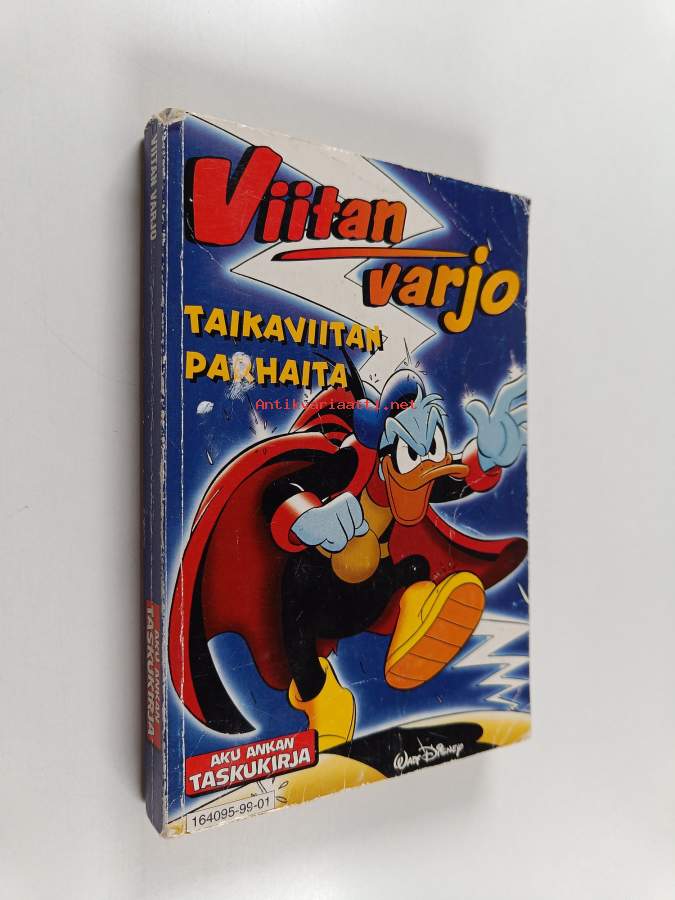 Viitan
varjo
TAIKAVIITAN
PARHAITA
Antikvariaatti.net
AKU ANKAN
TASKUKIRJA
Walt Disney
164095-99-01
VIITAN VARJO
AKU ANKAN
TASKUKIRJA